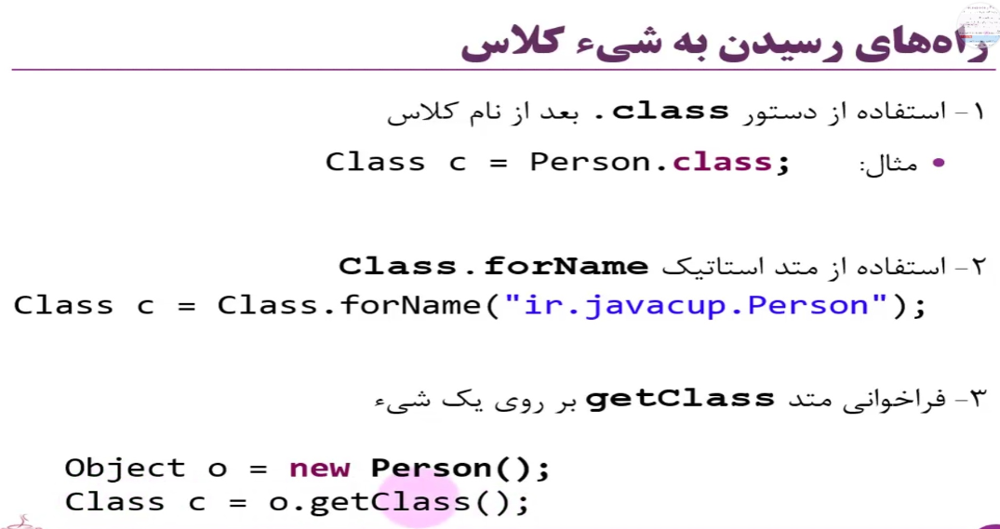 راه‌های رسیدن به شیء کلاس
۱- استفاده از دستور .class بعد از نام کلاس
• مثال: Class c = Person.class;
۲- استفاده از متد استاتیک Class.forName
Class c = Class.forName("ir.javacup.Person");
۳- فراخوانی متد getClass بر روی یک شیء
Object o = new Person();
Class c = o.getClass();